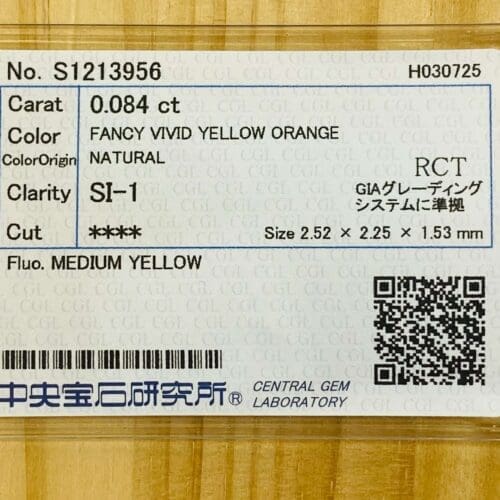 No. S1213956 H030725
Carat 0.084 ct
Color FANCY VIVID YELLOW ORANGE
ColorOrigin NATURAL
Clarity SI-1 RCT
GIAグレーディング
システムに準拠
Cut **** Size 2.52 × 2.25 × 1.53 mm
Fluo. MEDIUM YELLOW
中央宝石研究所® CENTRAL GEM
LABORATORY